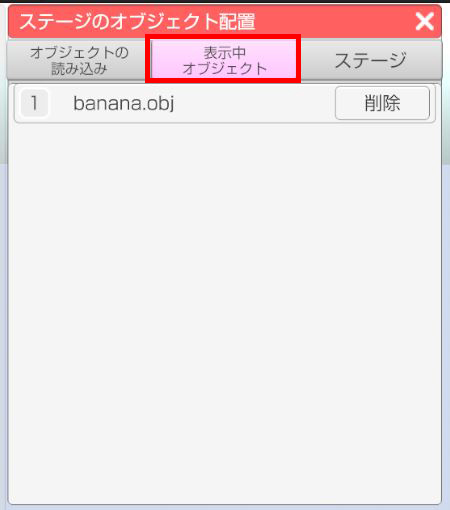 ステージのオブジェクト配置
オブジェクトの
読み込み
表示中
オブジェクト
ステージ
1 banana.obj 削除